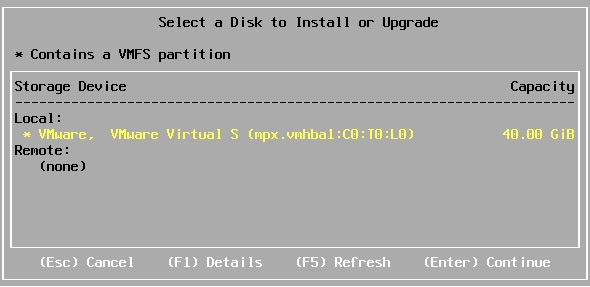 Select a Disk to Install or Upgrade
* Contains a VMFS partition
Storage Device Capacity
--------------------------------------------------------------------
Local:
* VMware, VMware Virtual S (mpx.vmhba1:C0:T0:L0) 40.00 GiB
Remote:
(none)
(Esc) Cancel (F1) Details (F5) Refresh (Enter) Continue